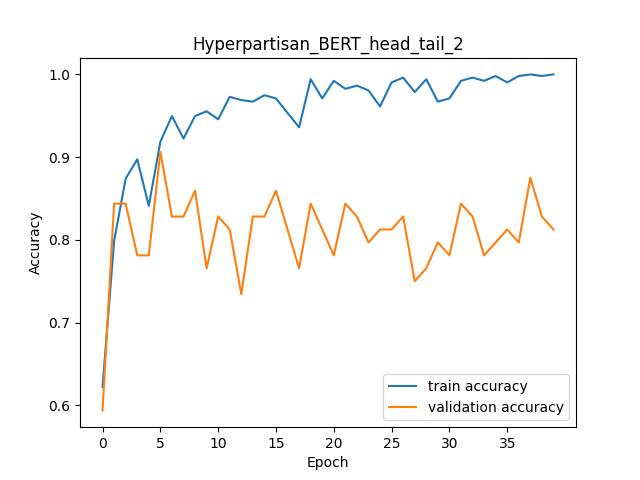 Hyperpartisan_BERT_head_tail_2
1.0
0.9
0.8
0.7
0.6
Accuracy
0 5 10 15 20 25 30 35
Epoch
train accuracy
validation accuracy